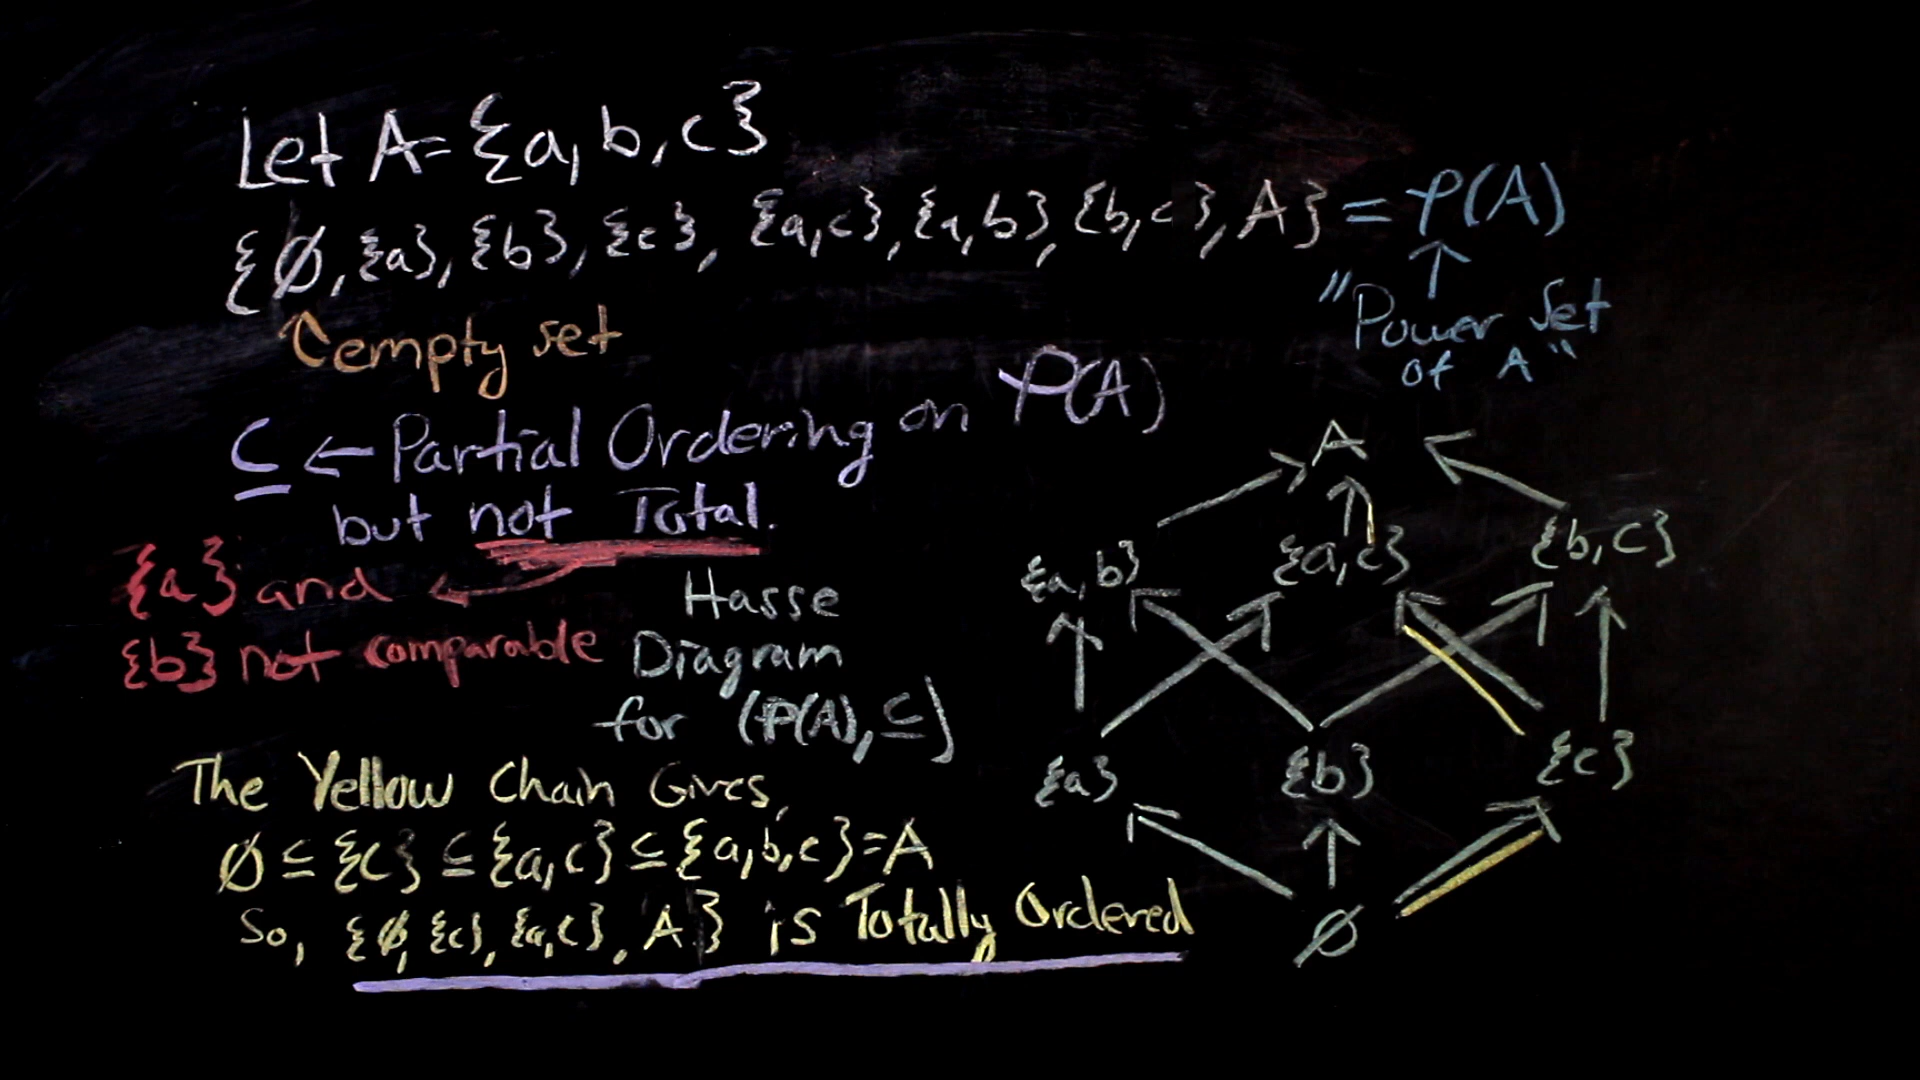 Let A={a, b, c}
{∅, {a}, {b}, {c}, {a,c}, {a,b}, {b,c}, A} = P(A)
↑
"Power Set
of A"
empty set
⊆ ← Partial Ordering on P(A)
but not Total.
{a} and ←
{b} not comparable
Hasse
Diagram
for (P(A), ⊆)
The Yellow Chain Gives,
∅ ⊆ {c} ⊆ {a,c} ⊆ {a,b,c}=A
So, {∅, {c}, {a,c}, A} is Totally Ordered
A
{a,b} {a,c} {b,c}
{a} {b} {c}
∅